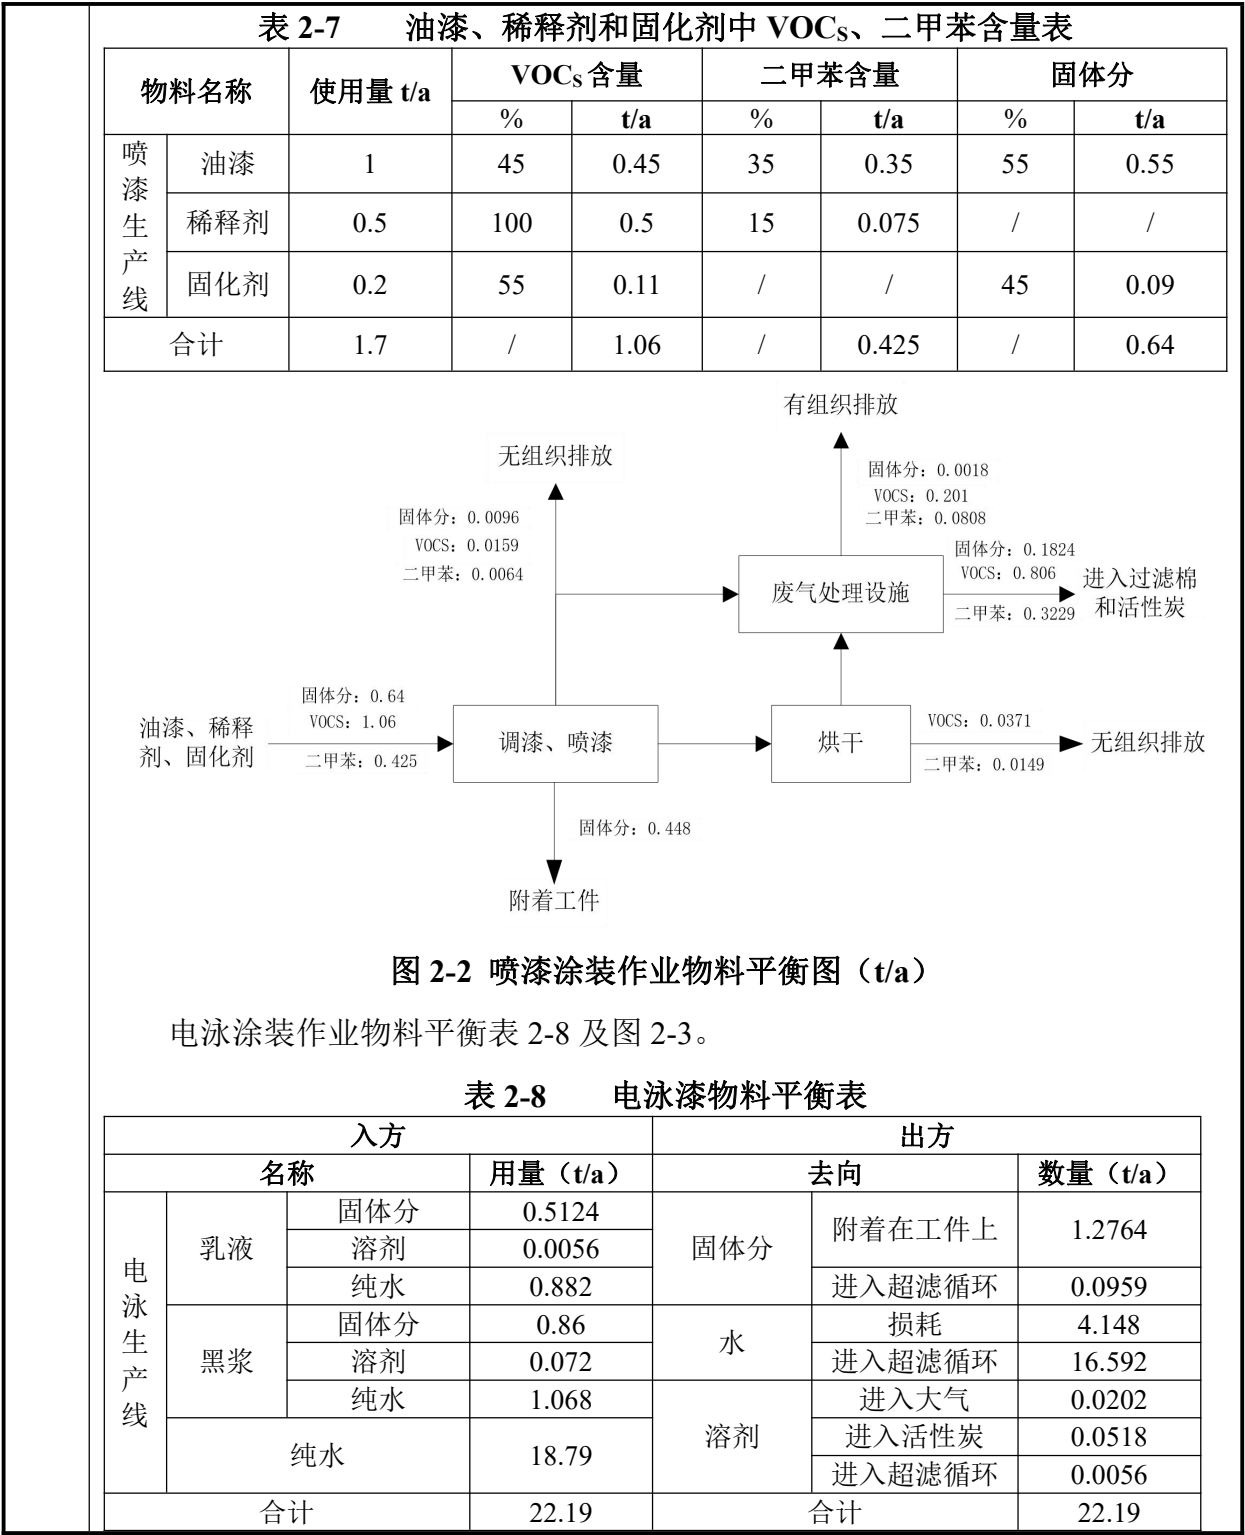 表 2-7 油漆、稀释剂和固化剂中 VOCs、二甲苯含量表
物料名称 使用量 t/a VOCs含量 二甲苯含量 固体分
% t/a % t/a % t/a
喷漆生产线
油漆 1 45 0.45 35 0.35 55 0.55
稀释剂 0.5 100 0.5 15 0.075 / /
固化剂 0.2 55 0.11 / / 45 0.09
合计 1.7 / 1.06 / 0.425 / 0.64
有组织排放
无组织排放
固体分：0.0018
VOCS：0.201
二甲苯：0.0808
固体分：0.0096
VOCS：0.0159
二甲苯：0.0064
固体分：0.1824
VOCS：0.806
二甲苯：0.3229
废气处理设施
进入过滤棉
和活性炭
固体分：0.64
VOCS：1.06
二甲苯：0.425
油漆、稀释
剂、固化剂
调漆、喷漆
烘干
VOCS：0.0371
二甲苯：0.0149
无组织排放
固体分：0.448
附着工件
图 2-2 喷漆涂装作业物料平衡图（t/a）
电泳涂装作业物料平衡表 2-8 及图 2-3。
表 2-8 电泳漆物料平衡表
入方 出方
名称 用量（t/a） 去向 数量（t/a）
电泳生产线
乳液 固体分 0.5124 固体分 附着在工件上 1.2764
溶剂 0.0056
纯水 0.882 进入超滤循环 0.0959
黑浆 固体分 0.86 水 损耗 4.148
溶剂 0.072 进入超滤循环 16.592
纯水 1.068 溶剂 进入大气 0.0202
纯水 18.79 进入活性炭 0.0518
进入超滤循环 0.0056
合计 22.19 合计 22.19